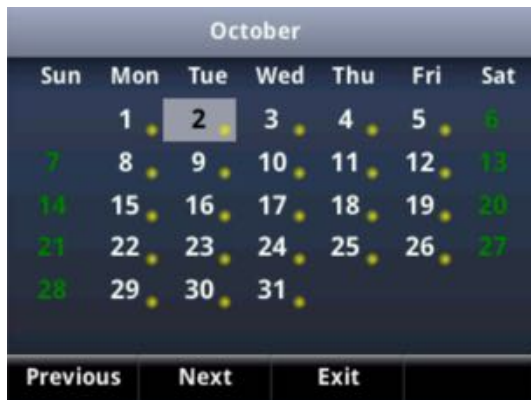 October
Sun Mon Tue Wed Thu Fri Sat
1 2 3 4 5 6
7 8 9 10 11 12 13
14 15 16 17 18 19 20
21 22 23 24 25 26 27
28 29 30 31
Previous Next Exit